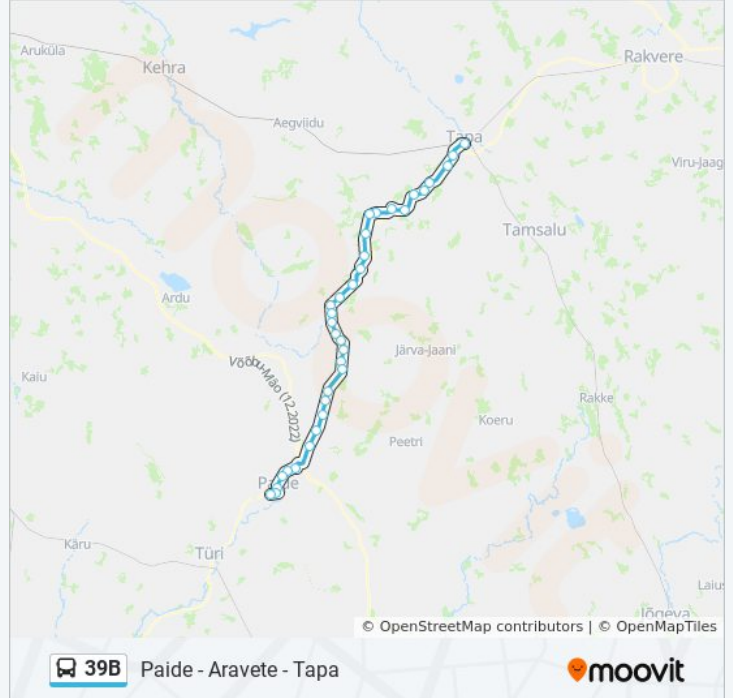 Aruküla
Kehra
Rakvere
Aegviidu
Tapa
Viru-Jaag
Tamsalu
Ardu
Järva-Jaani
Kaiu
Võõbu-Mäo (12.2022)
Rakke
Koeru
Peetri
Paide
Käru
Türi
Laius
Jõgeva
© OpenStreetMap contributors | © OpenMapTiles
39B Paide - Aravete - Tapa moovit
moovit